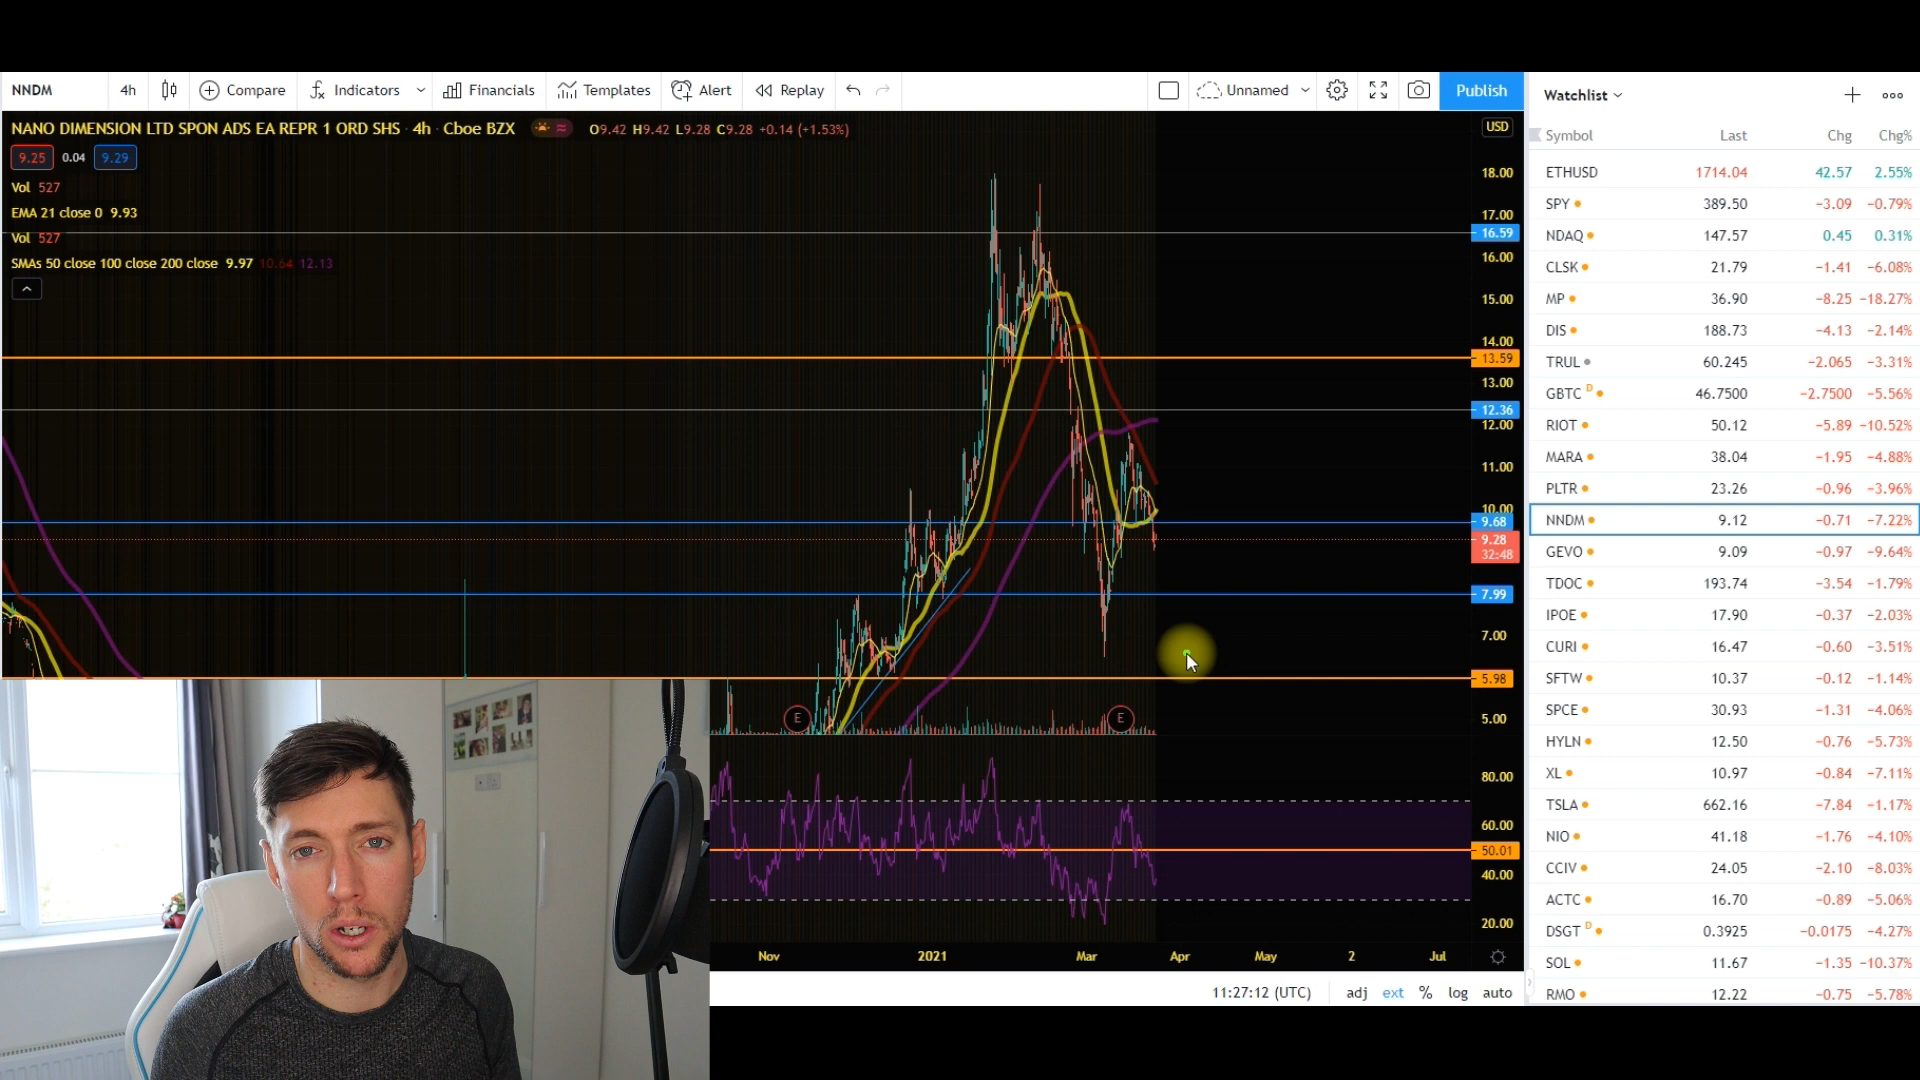 NNDM 4h Compare Indicators Financials Templates Alert Replay Unnamed Publish
NANO DIMENSION LTD SPON ADS EA REPR 1 ORD SHS · 4h · Cboe BZX O9.42 H9.42 L9.28 C9.28 +0.14 (+1.53%)
9.25 0.04 9.29
Vol 527
EMA 21 close 0 9.93
Vol 527
SMAs 50 close 100 close 200 close 9.97 10.64 12.13
USD
18.00
17.00
16.59
16.00
15.00
14.00
13.59
13.00
12.36
12.00
11.00
10.00
9.68
9.28
32:48
7.99
7.00
5.98
5.00
E E
80.00
60.00
50.01
40.00
20.00
Nov 2021 Mar Apr May 2 Jul
11:27:12 (UTC) adj ext % log auto
Watchlist
Symbol Last Chg Chg%
ETHUSD 1714.04 42.57 2.55%
SPY 389.50 −3.09 −0.79%
NDAQ 147.57 0.45 0.31%
CLSK 21.79 −1.41 −6.08%
MP 36.90 −8.25 −18.27%
DIS 188.73 −4.13 −2.14%
TRUL 60.245 −2.065 −3.31%
GBTC D 46.7500 −2.7500 −5.56%
RIOT 50.12 −5.89 −10.52%
MARA 38.04 −1.95 −4.88%
PLTR 23.26 −0.96 −3.96%
NNDM 9.12 −0.71 −7.22%
GEVO 9.09 −0.97 −9.64%
TDOC 193.74 −3.54 −1.79%
IPOE 17.90 −0.37 −2.03%
CURI 16.47 −0.60 −3.51%
SFTW 10.37 −0.12 −1.14%
SPCE 30.93 −1.31 −4.06%
HYLN 12.50 −0.76 −5.73%
XL 10.97 −0.84 −7.11%
TSLA 662.16 −7.84 −1.17%
NIO 41.18 −1.76 −4.10%
CCIV 24.05 −2.10 −8.03%
ACTC 16.70 −0.89 −5.06%
DSGT D 0.3925 −0.0175 −4.27%
SOL 11.67 −1.35 −10.37%
RMO 12.22 −0.75 −5.78%